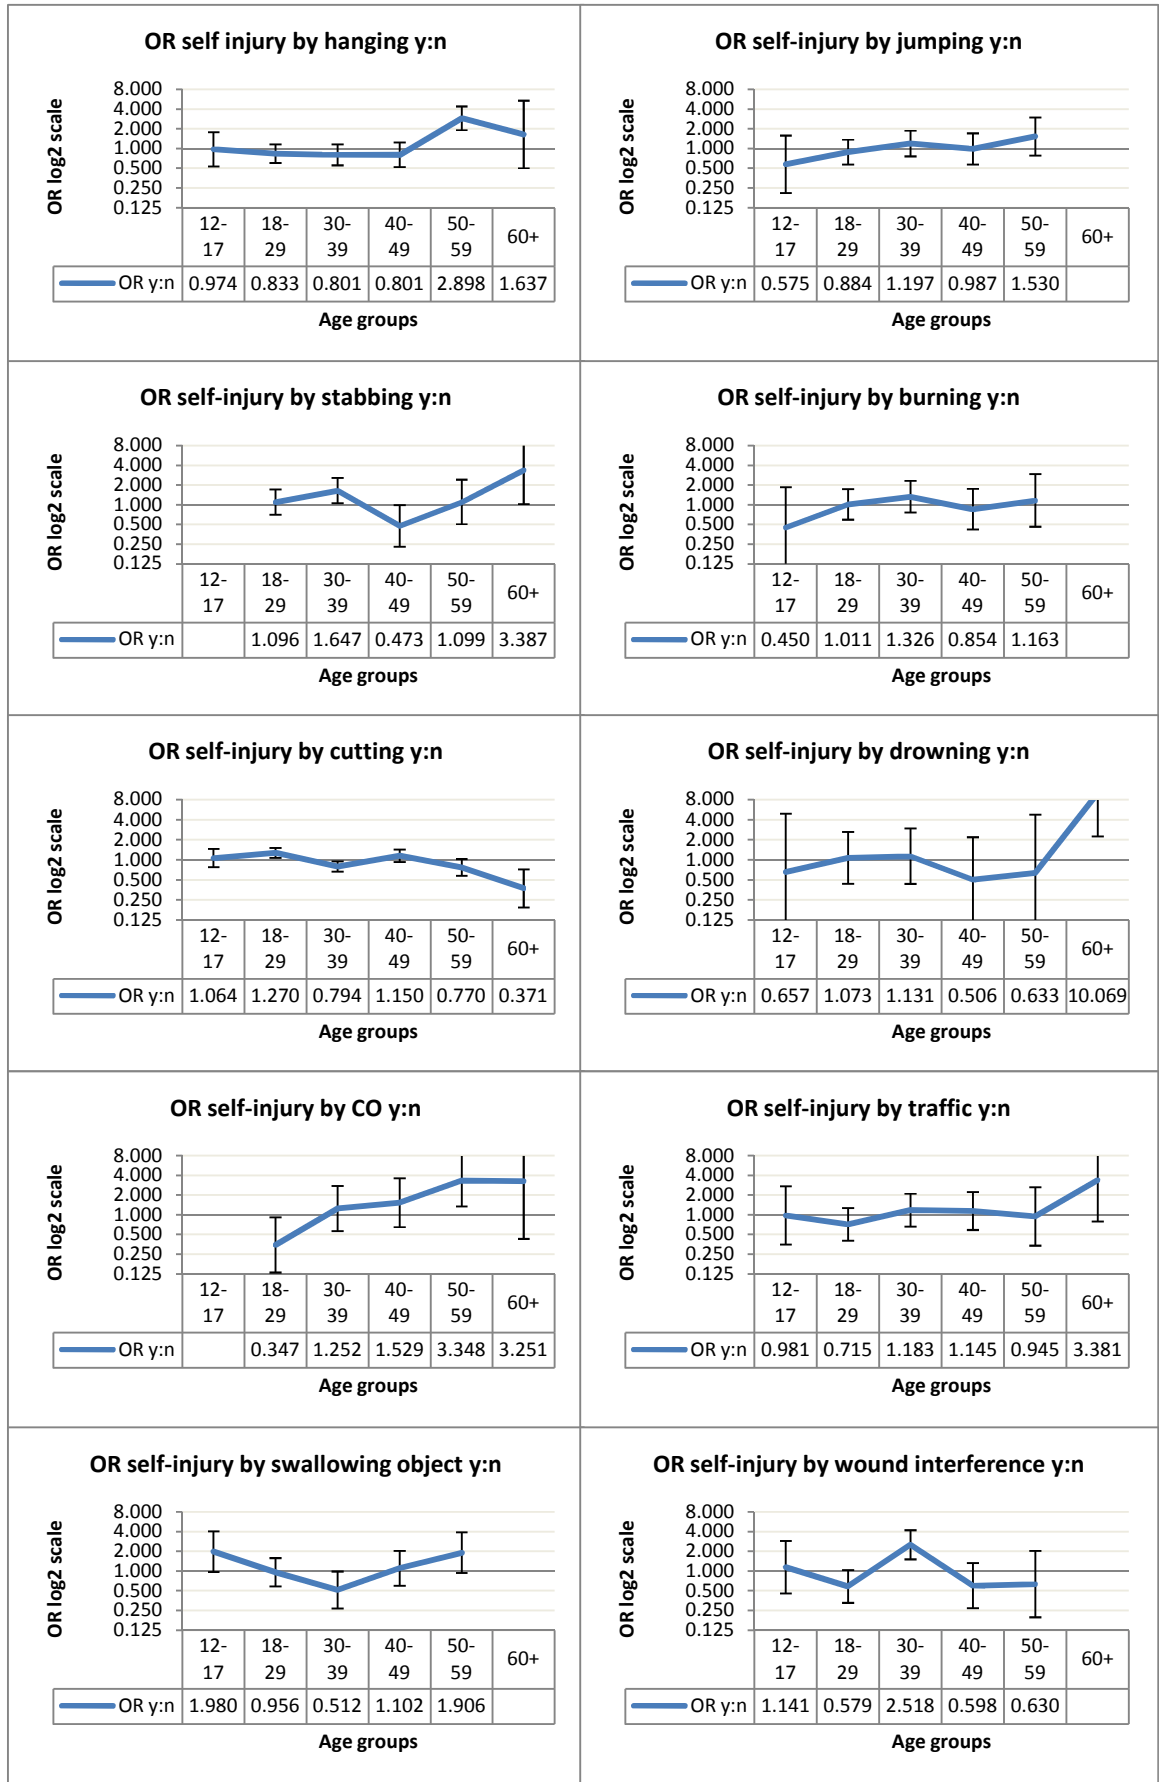 OR self injury by hanging y:n
OR log2 scale
8.000
4.000
2.000
1.000
0.500
0.250
0.125
12-17 18-29 30-39 40-49 50-59 60+
OR y:n 0.974 0.833 0.801 0.801 2.898 1.637
Age groups
OR self-injury by jumping y:n
OR log2 scale
8.000
4.000
2.000
1.000
0.500
0.250
0.125
12-17 18-29 30-39 40-49 50-59 60+
OR y:n 0.575 0.884 1.197 0.987 1.530
Age groups
OR self-injury by stabbing y:n
OR log2 scale
8.000
4.000
2.000
1.000
0.500
0.250
0.125
12-17 18-29 30-39 40-49 50-59 60+
OR y:n 1.096 1.647 0.473 1.099 3.387
Age groups
OR self-injury by burning y:n
OR log2 scale
8.000
4.000
2.000
1.000
0.500
0.250
0.125
12-17 18-29 30-39 40-49 50-59 60+
OR y:n 0.450 1.011 1.326 0.854 1.163
Age groups
OR self-injury by cutting y:n
OR log2 scale
8.000
4.000
2.000
1.000
0.500
0.250
0.125
12-17 18-29 30-39 40-49 50-59 60+
OR y:n 1.064 1.270 0.794 1.150 0.770 0.371
Age groups
OR self-injury by drowning y:n
OR log2 scale
8.000
4.000
2.000
1.000
0.500
0.250
0.125
12-17 18-29 30-39 40-49 50-59 60+
OR y:n 0.657 1.073 1.131 0.506 0.633 10.069
Age groups
OR self-injury by CO y:n
OR log2 scale
8.000
4.000
2.000
1.000
0.500
0.250
0.125
12-17 18-29 30-39 40-49 50-59 60+
OR y:n 0.347 1.252 1.529 3.348 3.251
Age groups
OR self-injury by traffic y:n
OR log2 scale
8.000
4.000
2.000
1.000
0.500
0.250
0.125
12-17 18-29 30-39 40-49 50-59 60+
OR y:n 0.981 0.715 1.183 1.145 0.945 3.381
Age groups
OR self-injury by swallowing object y:n
OR log2 scale
8.000
4.000
2.000
1.000
0.500
0.250
0.125
12-17 18-29 30-39 40-49 50-59 60+
OR y:n 1.980 0.956 0.512 1.102 1.906
Age groups
OR self-injury by wound interference y:n
OR log2 scale
8.000
4.000
2.000
1.000
0.500
0.250
0.125
12-17 18-29 30-39 40-49 50-59 60+
OR y:n 1.141 0.579 2.518 0.598 0.630
Age groups